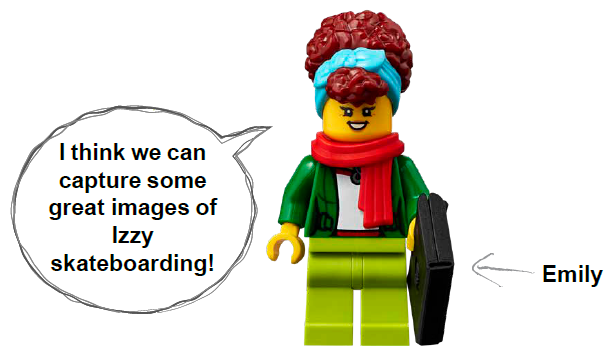 I think we can
capture some
great images of
Izzy
skateboarding!
Emily